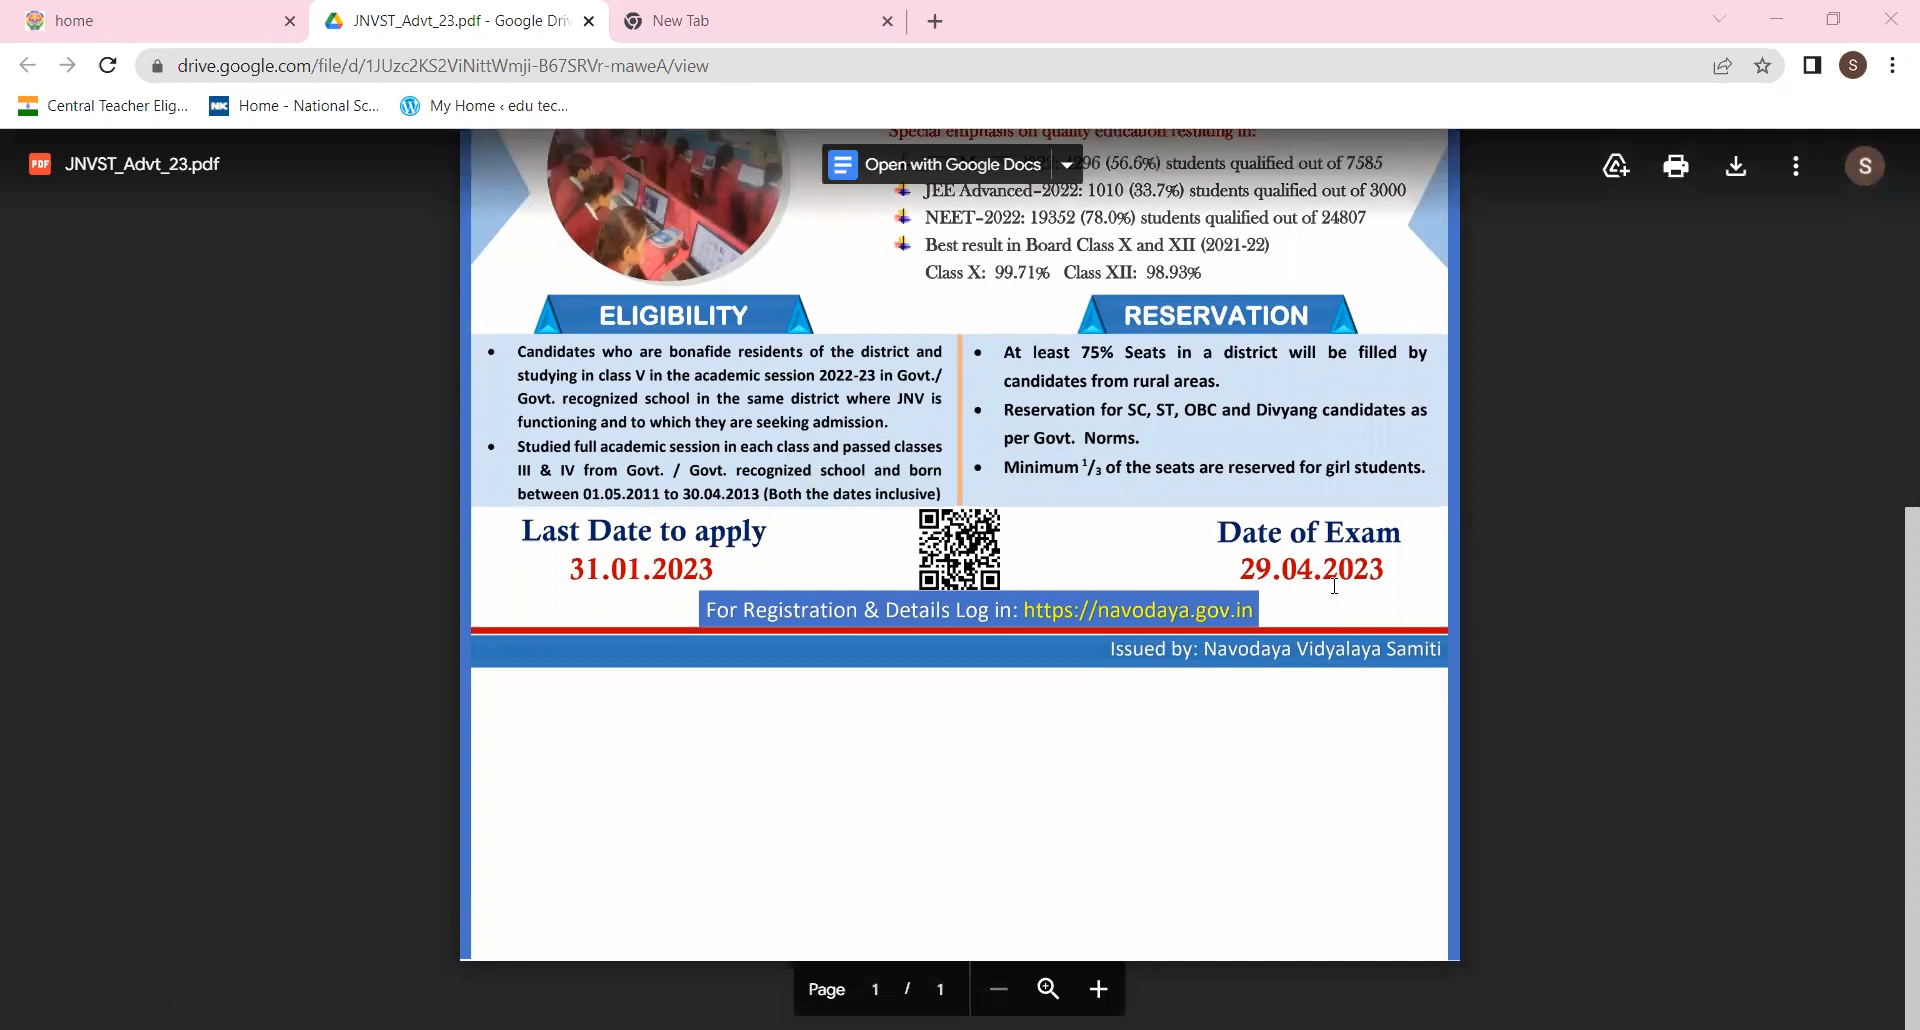 home
JNVST_Advt_23.pdf - Google Driv
New Tab
drive.google.com/file/d/1JUzc2KS2ViNittWmji-B67SRVr-maweA/view
S
Central Teacher Elig...
NK
Home - National Sc...
My Home ‹ edu tec...
Special emphasis on quality education resulting in:
PDF
JNVST_Advt_23.pdf
Open with Google Docs
296 (56.6%) students qualified out of 7585
S
JEE Advanced-2022: 1010 (33.7%) students qualified out of 3000
NEET-2022: 19352 (78.0%) students qualified out of 24807
Best result in Board Class X and XII (2021-22)
Class X: 99.71% Class XII: 98.93%
ELIGIBILITY
• Candidates who are bonafide residents of the district and
studying in class V in the academic session 2022-23 in Govt./
Govt. recognized school in the same district where JNV is
functioning and to which they are seeking admission.
• Studied full academic session in each class and passed classes
III & IV from Govt. / Govt. recognized school and born
between 01.05.2011 to 30.04.2013 (Both the dates inclusive)
RESERVATION
• At least 75% Seats in a district will be filled by
candidates from rural areas.
• Reservation for SC, ST, OBC and Divyang candidates as
per Govt. Norms.
• Minimum 1/3 of the seats are reserved for girl students.
Last Date to apply
31.01.2023
Date of Exam
29.04.2023
For Registration & Details Log in: https://navodaya.gov.in
Issued by: Navodaya Vidyalaya Samiti
Page 1 / 1